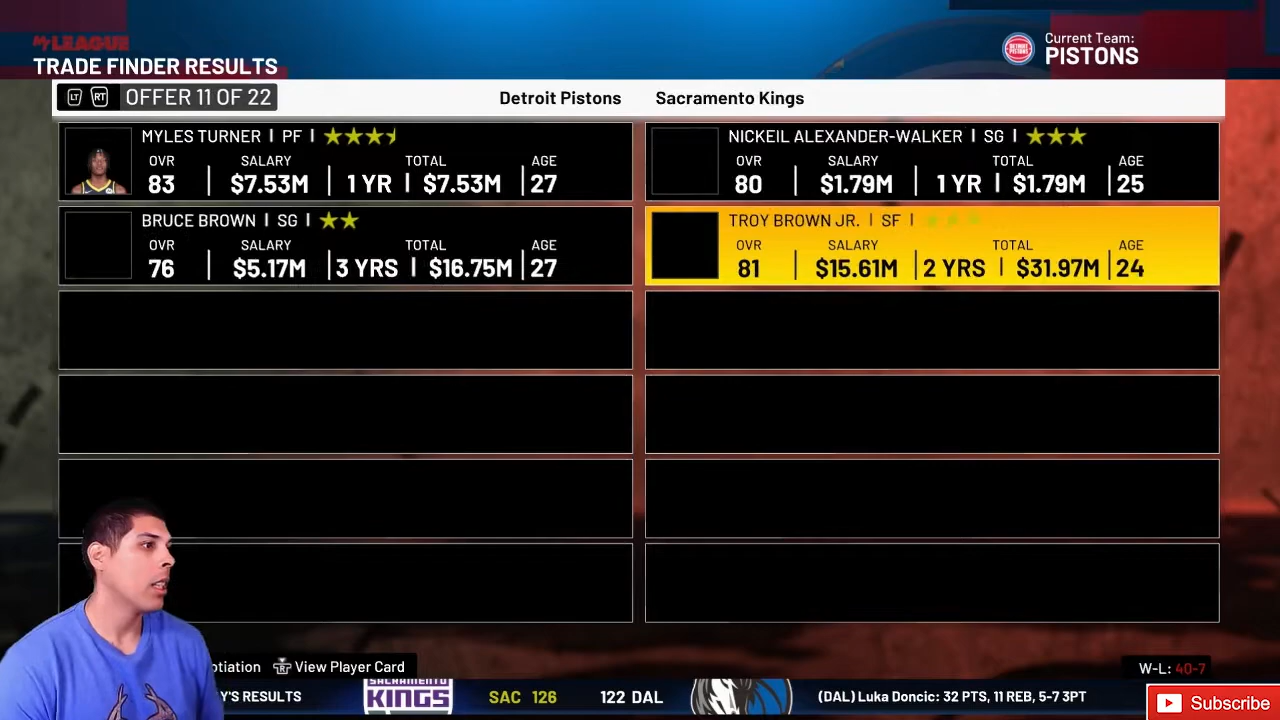 MyLEAGUE
TRADE FINDER RESULTS
Current Team:
PISTONS
LT RT OFFER 11 OF 22
Detroit Pistons
Sacramento Kings
MYLES TURNER | PF |
OVR SALARY TOTAL AGE
83 | $7.53M | 1 YR | $7.53M | 27
NICKEIL ALEXANDER-WALKER | SG |
OVR SALARY TOTAL AGE
80 | $1.79M | 1 YR | $1.79M | 25
BRUCE BROWN | SG |
OVR SALARY TOTAL AGE
76 | $5.17M | 3 YRS | $16.75M | 27
TROY BROWN JR. | SF |
OVR SALARY TOTAL AGE
81 | $15.61M | 2 YRS | $31.97M | 24
otiation R View Player Card
W-L: 40-7
Y'S RESULTS SACRAMENTO KINGS SAC 126 122 DAL (DAL) Luka Doncic: 32 PTS, 11 REB, 5-7 3PT
Subscribe